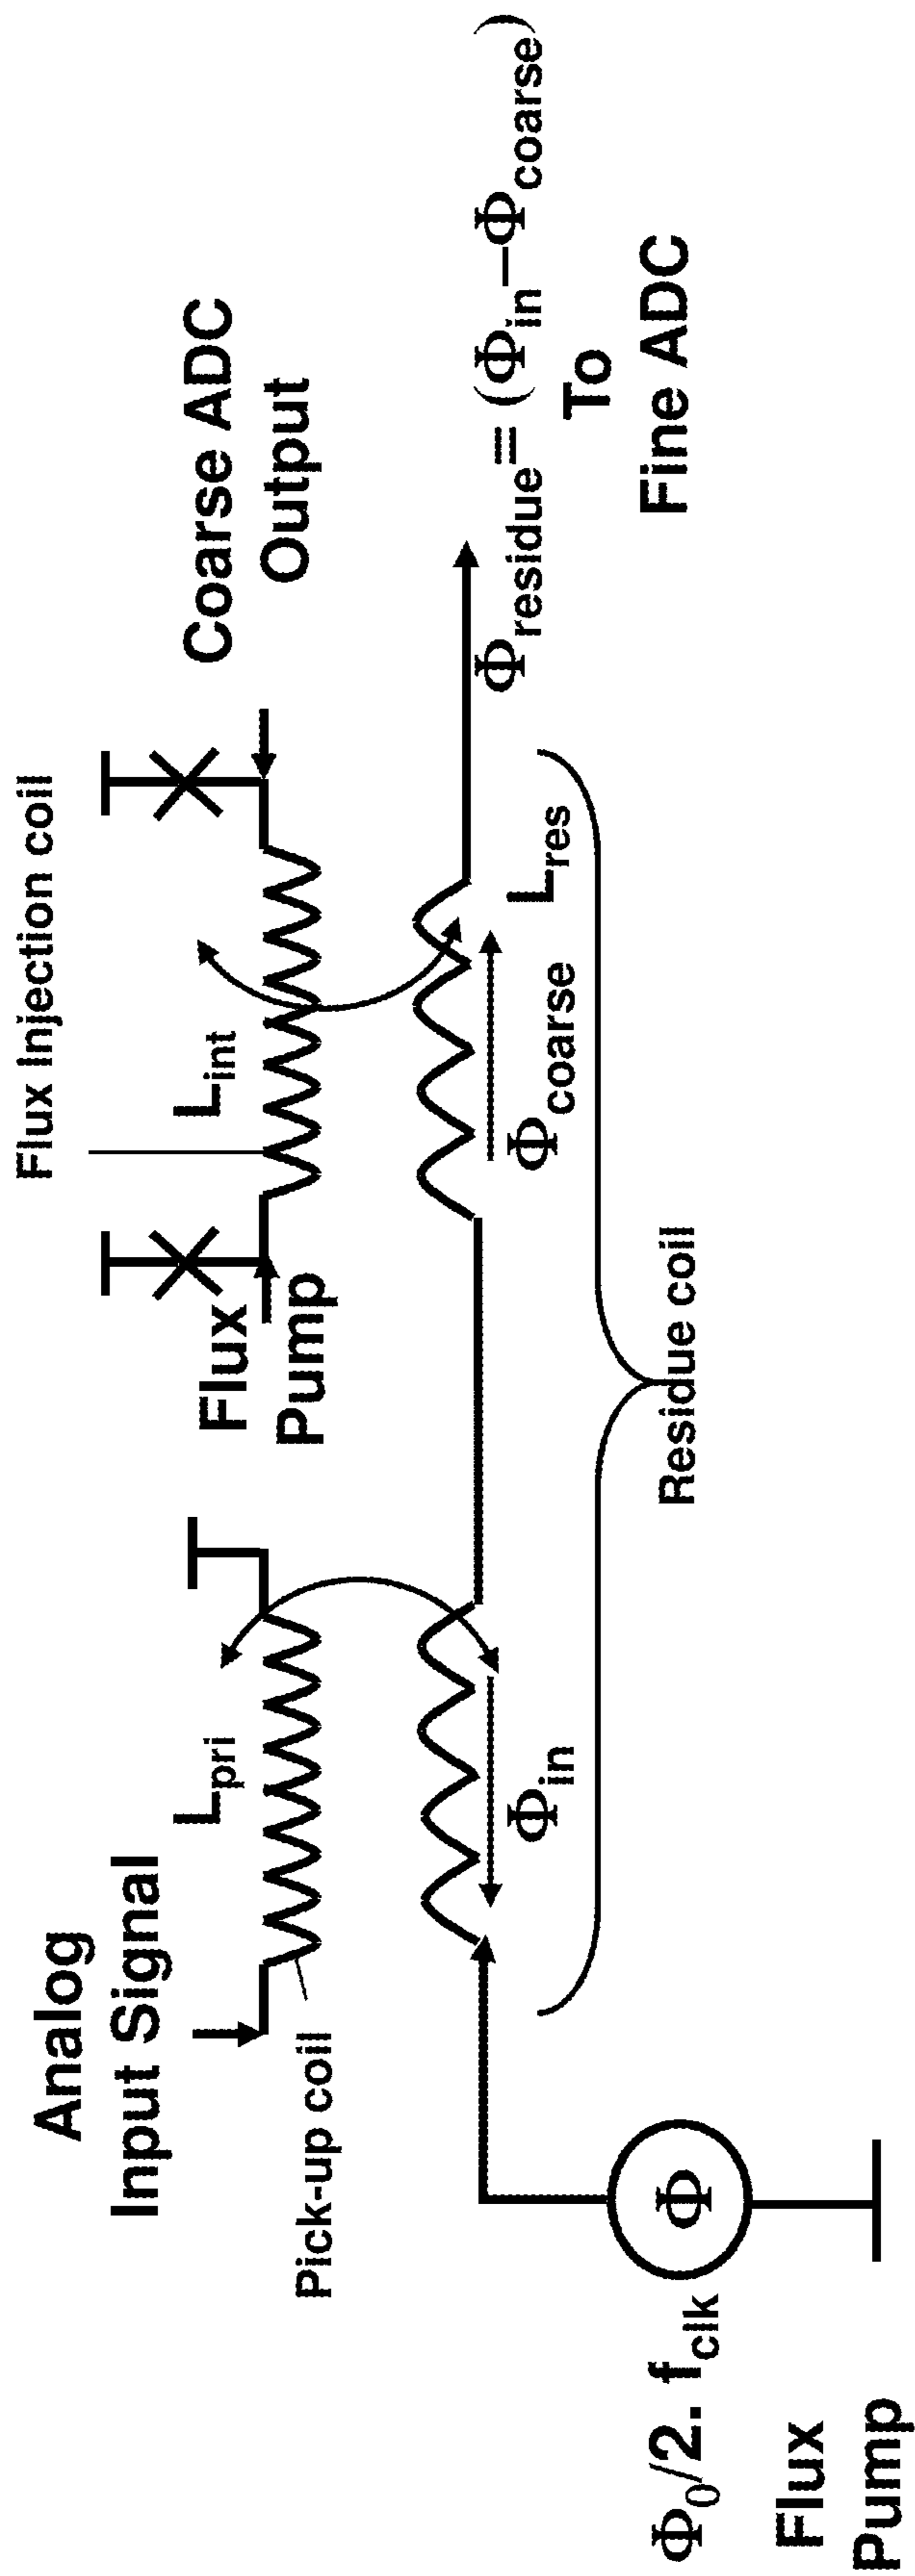 Analog
Input Signal
Pick-up coil
L_pri
Flux
Pump
Flux Injection coil
L_int
Coarse ADC
Output
Φ_in
Φ_coarse
L_res
Φ_residue = (Φ_in–Φ_coarse)
To
Fine ADC
Residue coil
Φ
Φ_0/2. f_clk
Flux
Pump